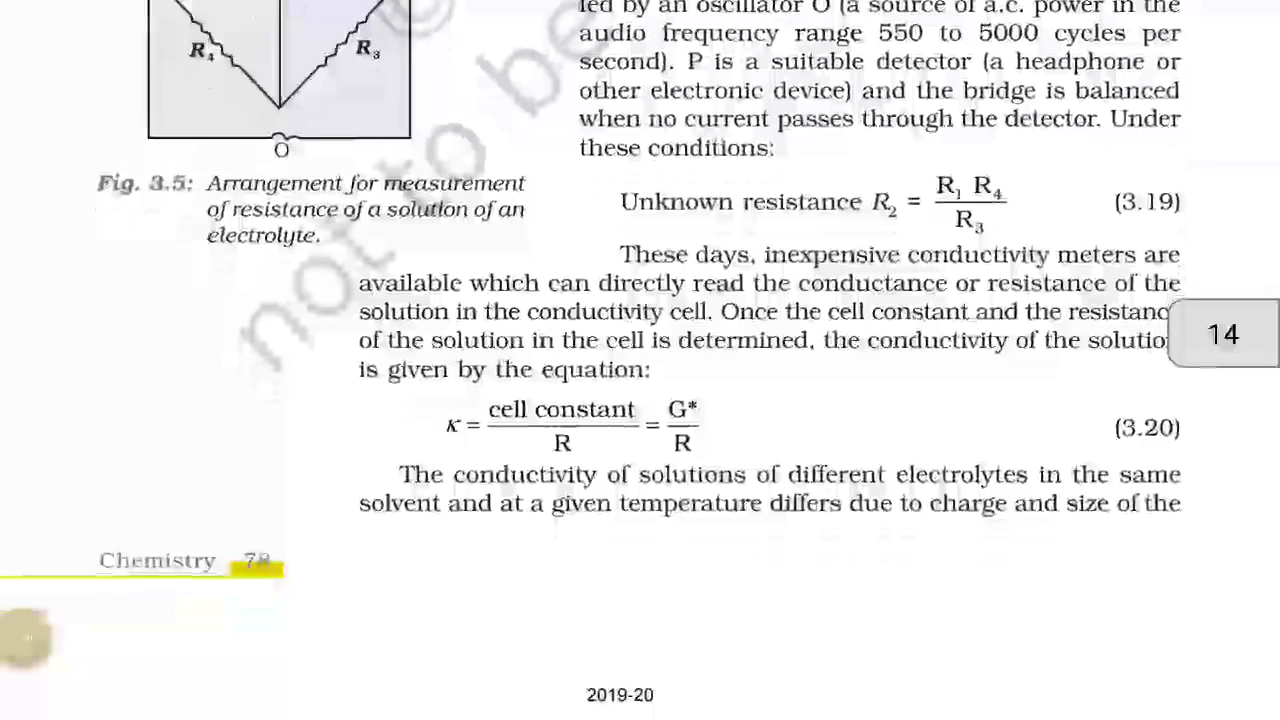 R₄
R₃
O
Fig. 3.5: Arrangement for measurement
of resistance of a solution of an
electrolyte.
led by an oscillator O (a source of a.c. power in the
audio frequency range 550 to 5000 cycles per
second). P is a suitable detector (a headphone or
other electronic device) and the bridge is balanced
when no current passes through the detector. Under
these conditions:
Unknown resistance R₂ = R₁ R₄ / R₃ (3.19)
These days, inexpensive conductivity meters are
available which can directly read the conductance or resistance of the
solution in the conductivity cell. Once the cell constant and the resistanc
of the solution in the cell is determined, the conductivity of the solutio
is given by the equation:
κ = cell constant / R = G* / R (3.20)
The conductivity of solutions of different electrolytes in the same
solvent and at a given temperature differs due to charge and size of the
14
Chemistry 78
2019-20
not to be